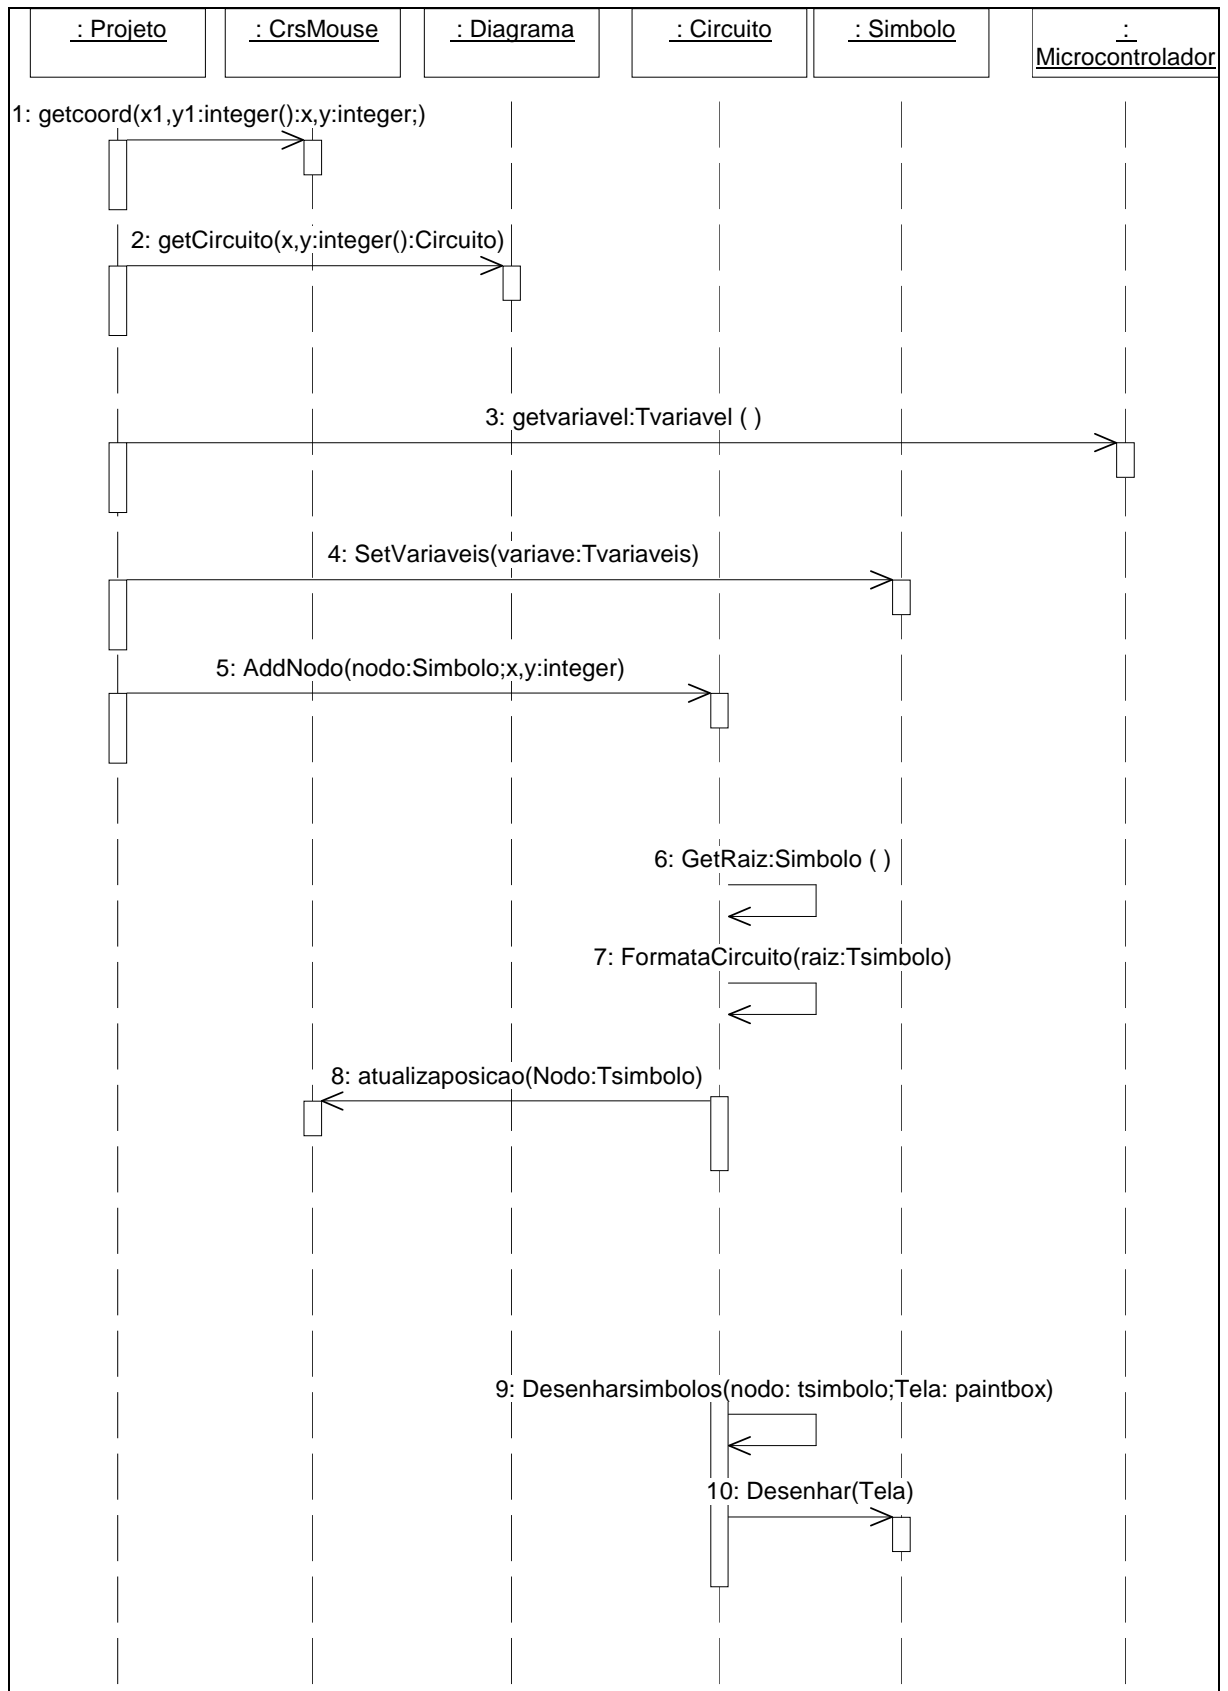 : Projeto
: CrsMouse
: Diagrama
: Circuito
: Simbolo
:
Microcontrolador
1: getcoord(x1,y1:integer():x,y:integer;)
2: getCircuito(x,y:integer():Circuito)
3: getvariavel:Tvariavel ( )
4: SetVariaveis(variave:Tvariaveis)
5: AddNodo(nodo:Simbolo;x,y:integer)
6: GetRaiz:Simbolo ( )
7: FormataCircuito(raiz:Tsimbolo)
8: atualizaposicao(Nodo:Tsimbolo)
9: Desenharsimbolos(nodo: tsimbolo;Tela: paintbox)
10: Desenhar(Tela)